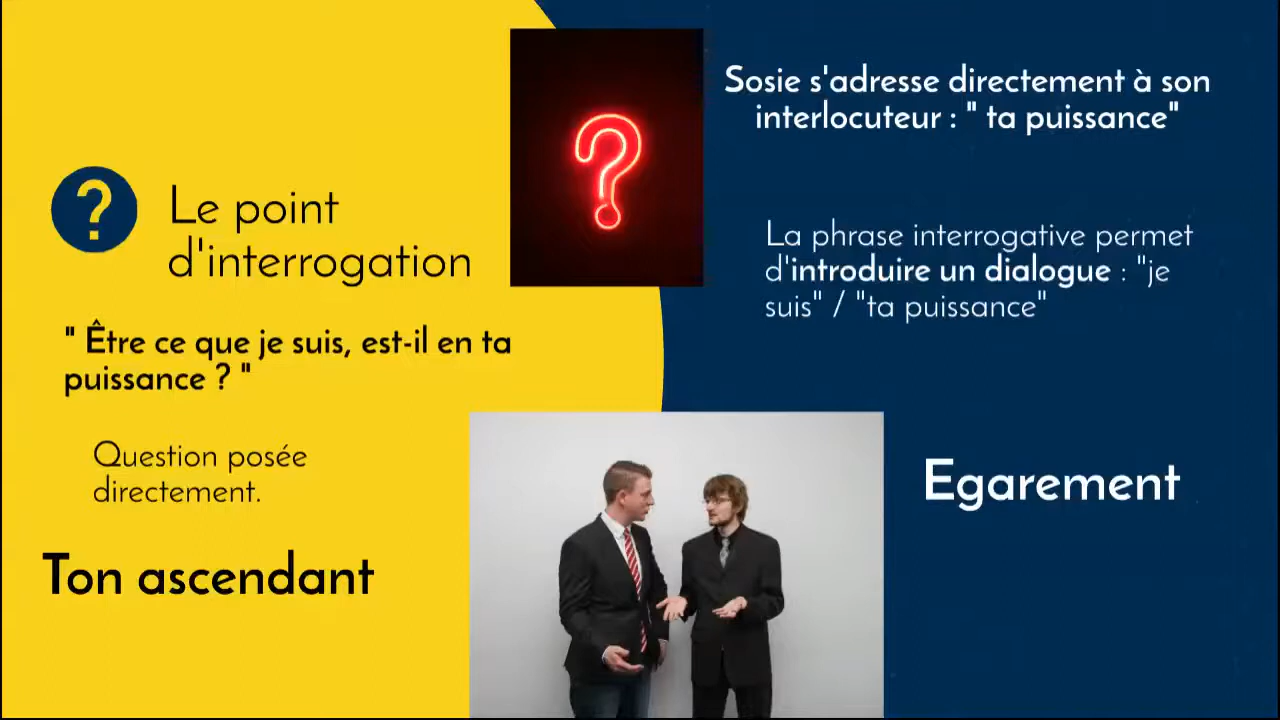 Le point
d'interrogation
" Être ce que je suis, est-il en ta
puissance ? "
Question posée
directement.
Ton ascendant
Sosie s'adresse directement à son
interlocuteur : " ta puissance"
La phrase interrogative permet
d'introduire un dialogue : "je
suis" / "ta puissance"
Egarement